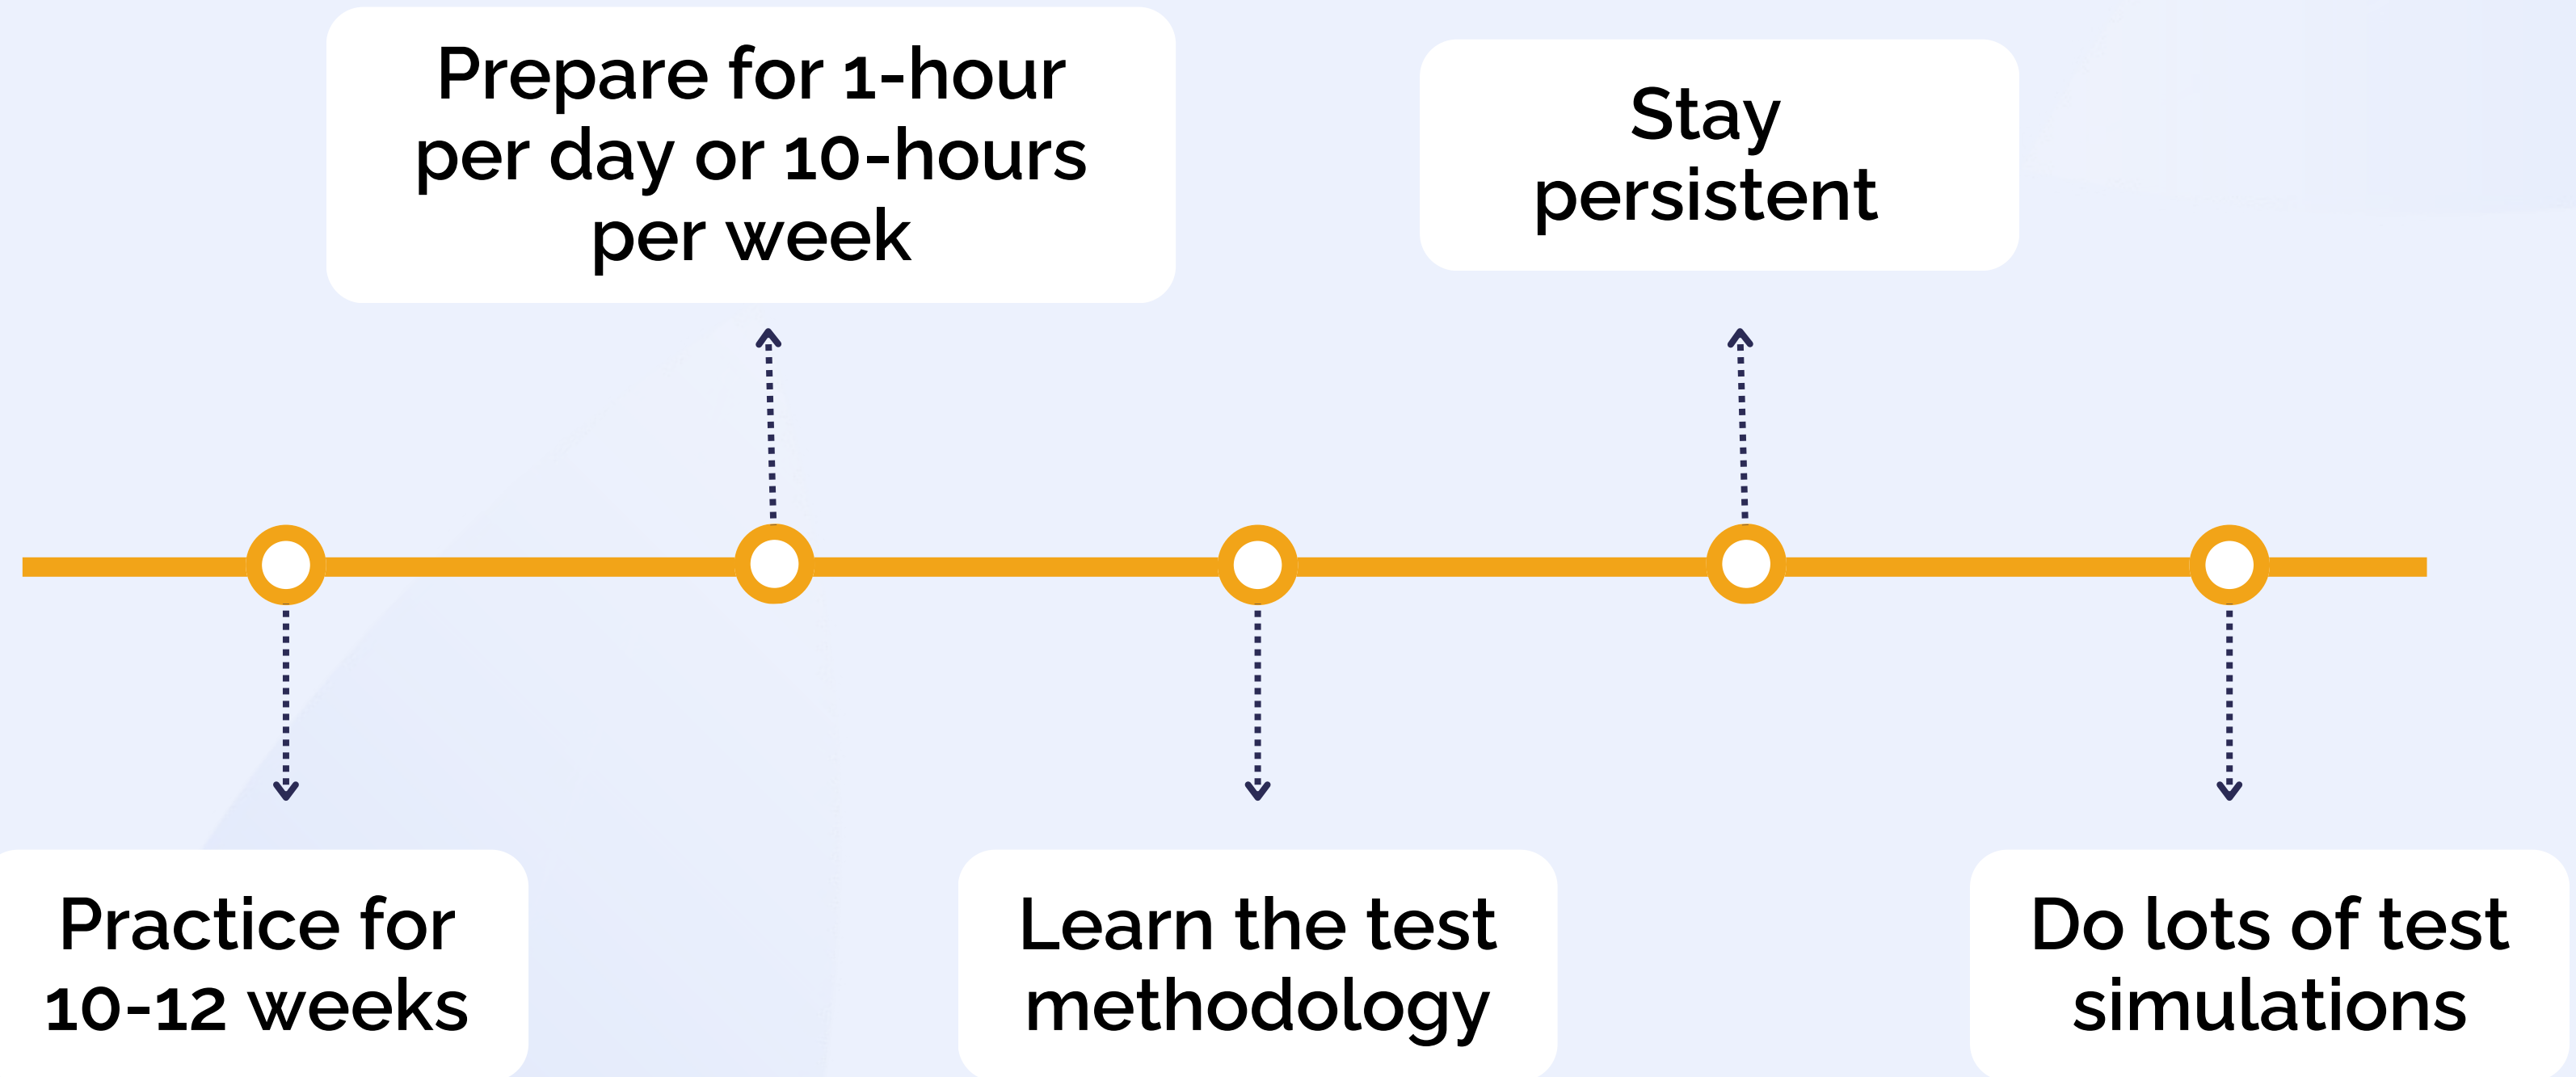 Prepare for 1-hour
per day or 10-hours
per week
Stay
persistent
Practice for
10-12 weeks
Learn the test
methodology
Do lots of test
simulations